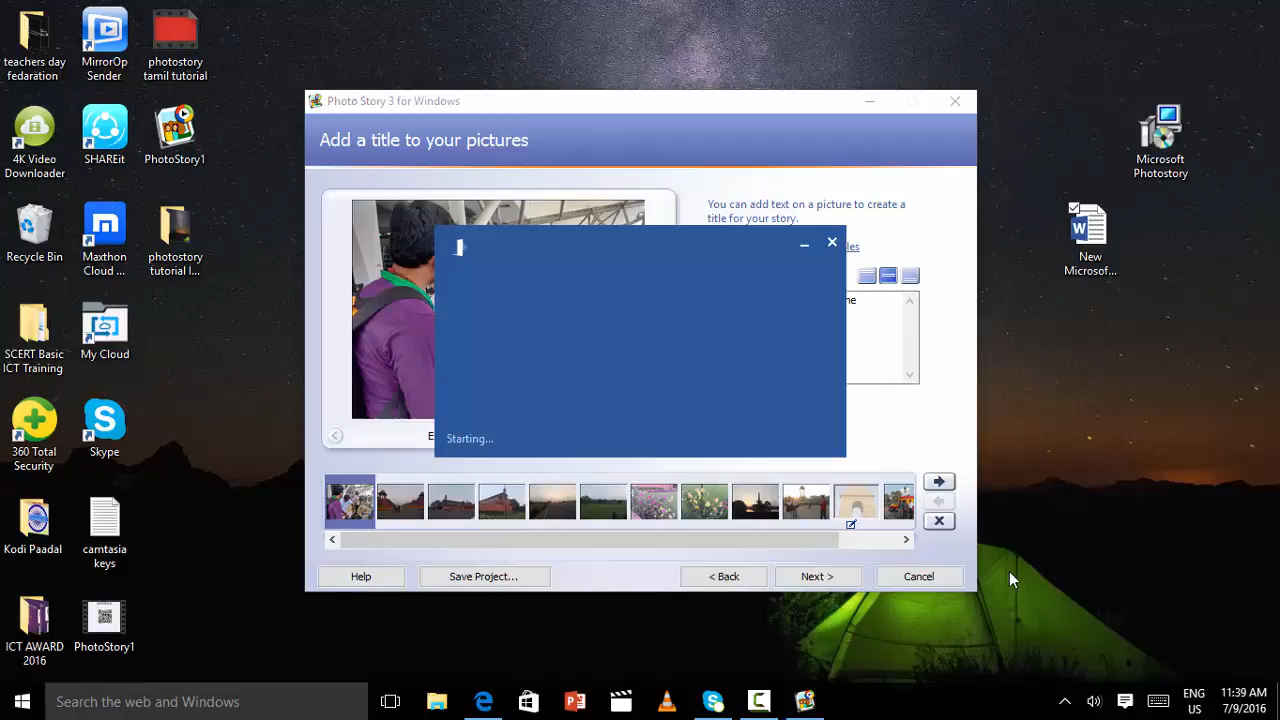 teachers day
fedaration
MirrorOp
Sender
photostory
tamil tutorial
4K Video
Downloader
SHAREit
PhotoStory1
Recycle Bin
Maxthon
Cloud ...
photostory
tutorial l...
SCERT Basic
ICT Training
My Cloud
360 Total
Security
Skype
Kodi Paadal
camtasia
keys
ICT AWARD
2016
PhotoStory1
Microsoft
Photostory
New
Microsof...
Photo Story 3 for Windows
Add a title to your pictures
You can add text on a picture to create a
title for your story.
Starting...
Help
Save Project...
< Back
Next >
Cancel
Search the web and Windows
ENG
US
11:39 AM
7/9/2016